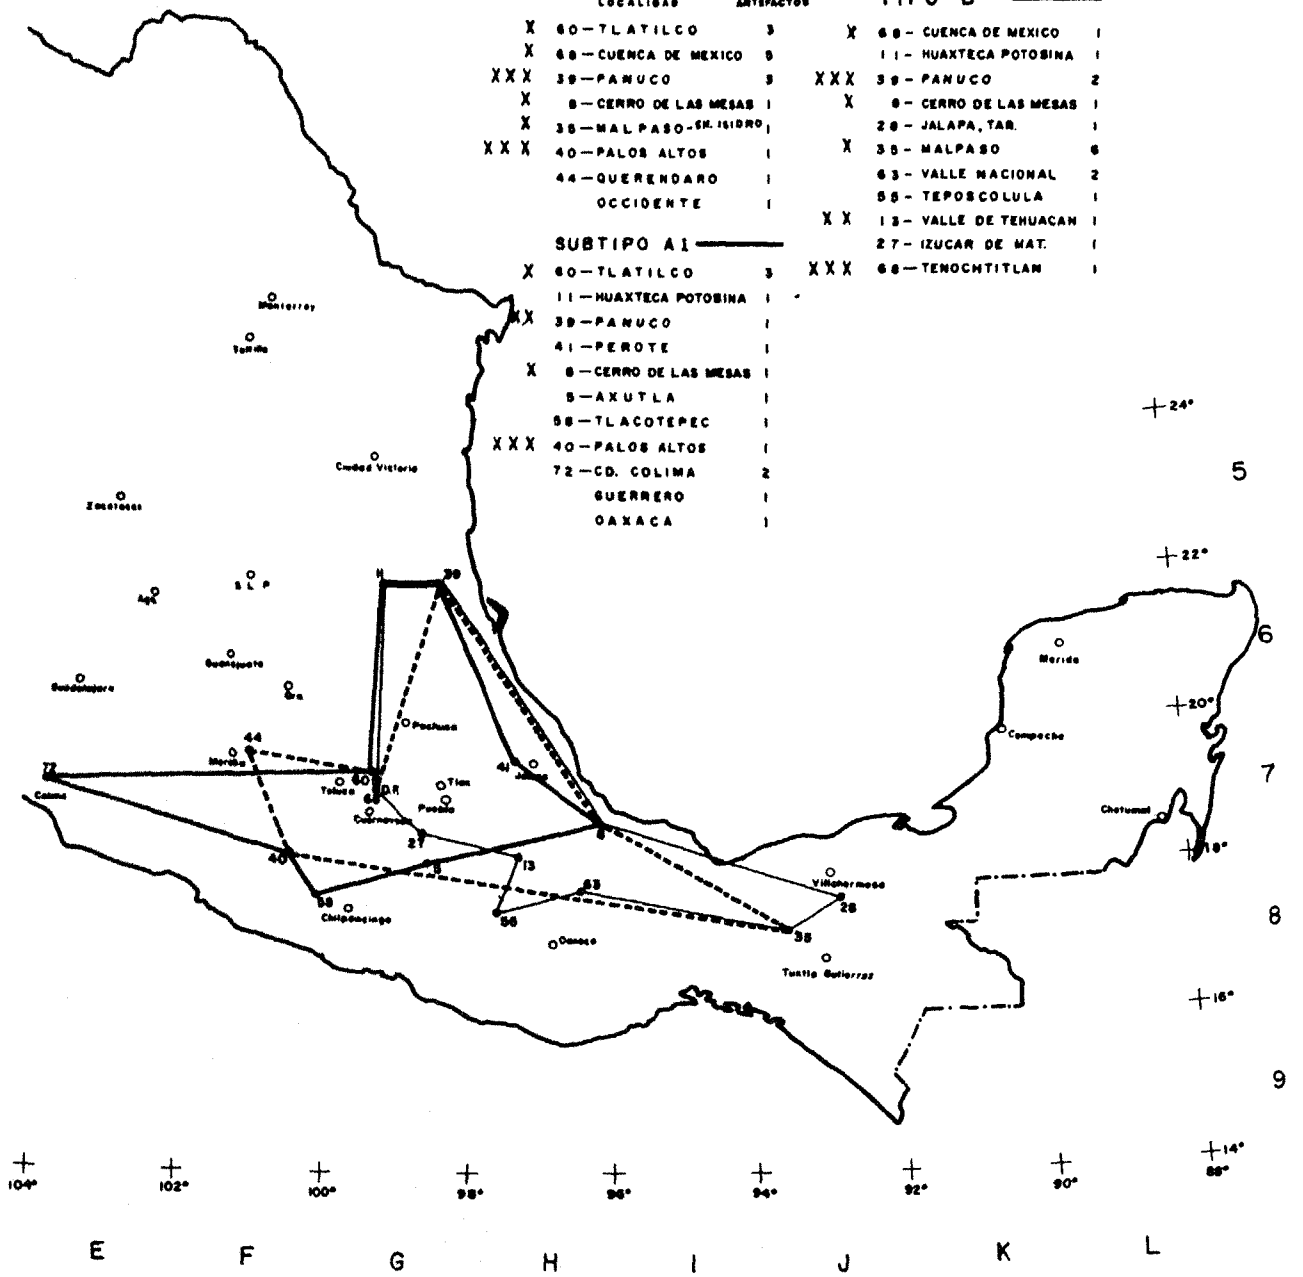 LOCALIDAD ARTEFACTOS
X 60-TLATILCO 3
X 68-CUENCA DE MEXICO 5
XXX 39-PANUCO 3
X 8-CERRO DE LAS MESAS 1
X 35-MALPASO-SN. ISIDRO 1
XXX 40-PALOS ALTOS 1
44-QUERENDARO 1
OCCIDENTE 1
SUBTIPO A1
X 60-TLATILCO 3
11-HUAXTECA POTOSINA 1
XX 39-PANUCO 1
41-PEROTE 1
X 8-CERRO DE LAS MESAS 1
5-AXUTLA 1
58-TLACOTEPEC 1
XXX 40-PALOS ALTOS 1
72-CD. COLIMA 2
GUERRERO 1
OAXACA 1
X 68-CUENCA DE MEXICO 1
11-HUAXTECA POTOSINA 1
XXX 39-PANUCO 2
X 8-CERRO DE LAS MESAS 1
28-JALAPA, TAB. 1
X 35-MALPASO 6
63-VALLE NACIONAL 2
55-TEPOSCOLULA 1
XX 13-VALLE DE TEHUACAN 1
27-IZUCAR DE MAT. 1
XXX 68-TENOCHTITLAN 1
Monterrey
Saltillo
24°
Ciudad Victoria
5
Zacatecas
22°
11
39
S L P
Ags.
6
Guanajuato
Merida
Guadalajara
Qro.
20°
Pachuca
Campeche
44
Morelia
41
Jalapa
72
60
7
Toluca
D.F.
Tlax
Colima
68
Puebla
Cuernavaca
Chetumal
27
8
18°
40
5
13
Villahermosa
58
63
28
Chilpancingo
56
35
8
Oaxaca
Tuxtla Gutierrez
16°
9
14°
104°
102°
100°
98°
96°
94°
92°
90°
88°
E F G H I J K L